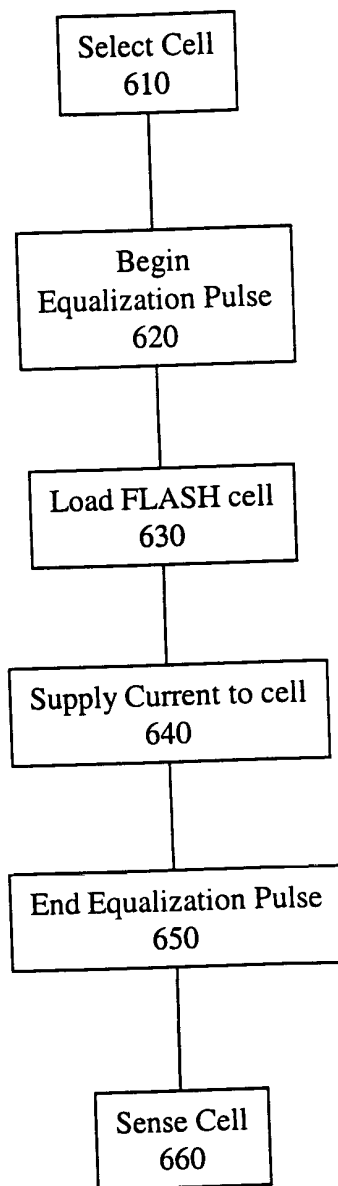 Select Cell
610
Begin
Equalization Pulse
620
Load FLASH cell
630
Supply Current to cell
640
End Equalization Pulse
650
Sense Cell
660